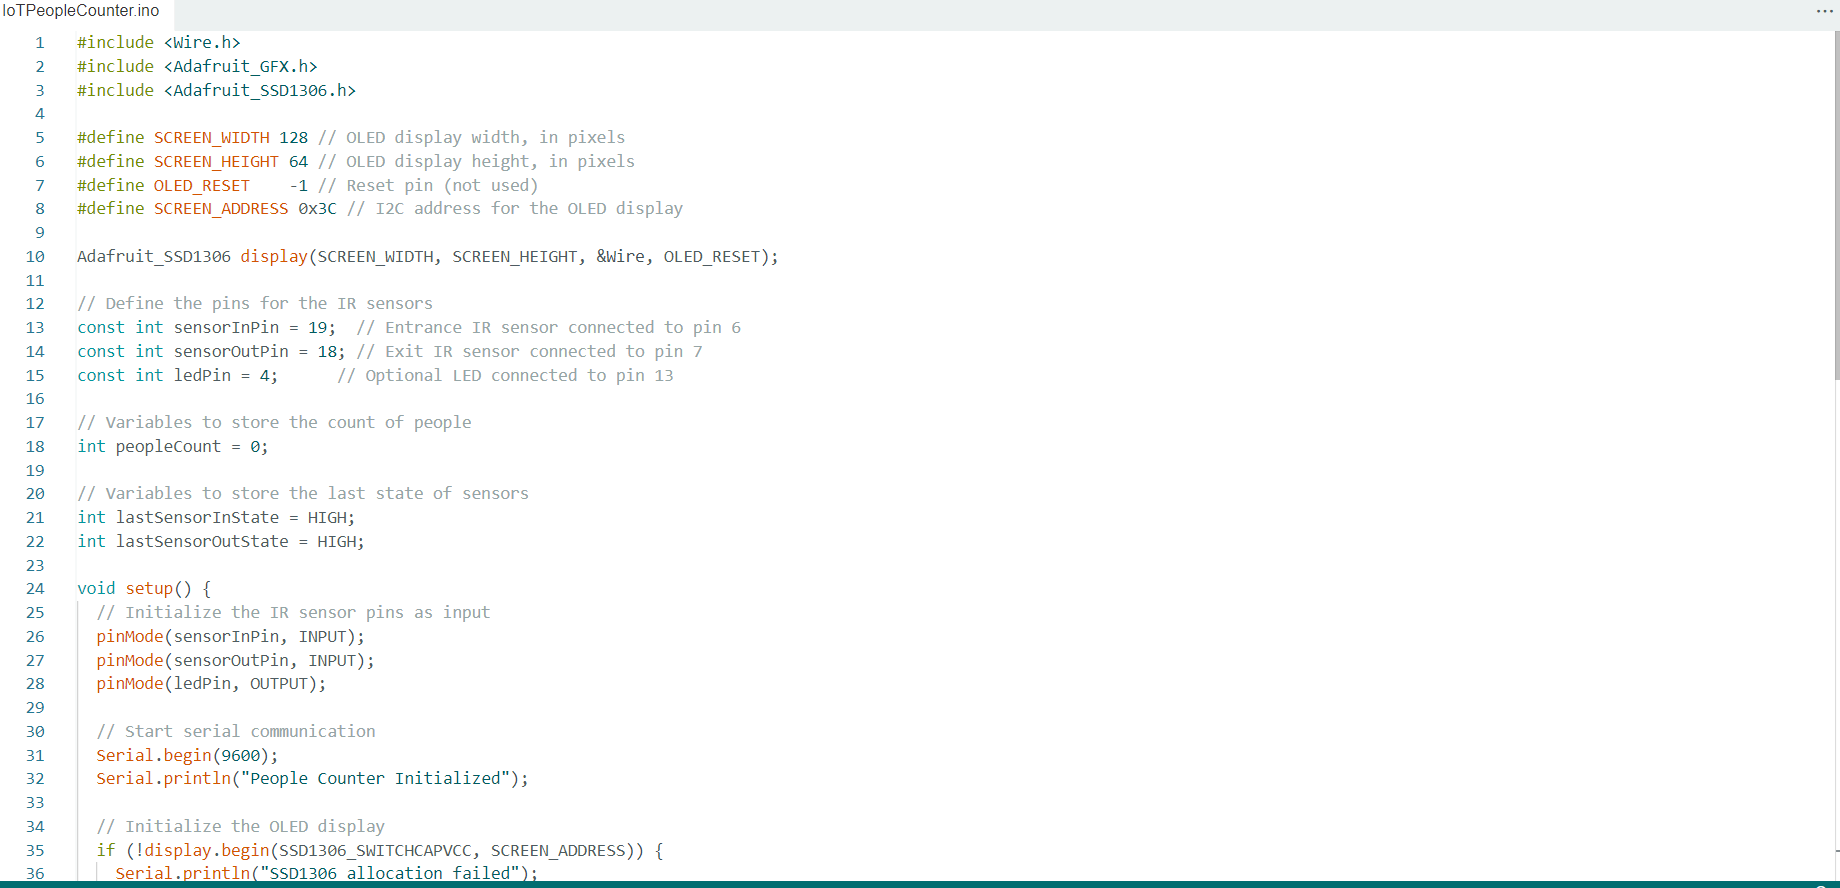 IoTPeopleCounter.ino
1 #include <Wire.h>
2 #include <Adafruit_GFX.h>
3 #include <Adafruit_SSD1306.h>
4
5 #define SCREEN_WIDTH 128 // OLED display width, in pixels
6 #define SCREEN_HEIGHT 64 // OLED display height, in pixels
7 #define OLED_RESET    -1 // Reset pin (not used)
8 #define SCREEN_ADDRESS 0x3C // I2C address for the OLED display
9
10 Adafruit_SSD1306 display(SCREEN_WIDTH, SCREEN_HEIGHT, &Wire, OLED_RESET);
11
12 // Define the pins for the IR sensors
13 const int sensorInPin = 19;  // Entrance IR sensor connected to pin 6
14 const int sensorOutPin = 18; // Exit IR sensor connected to pin 7
15 const int ledPin = 4;      // Optional LED connected to pin 13
16
17 // Variables to store the count of people
18 int peopleCount = 0;
19
20 // Variables to store the last state of sensors
21 int lastSensorInState = HIGH;
22 int lastSensorOutState = HIGH;
23
24 void setup() {
25   // Initialize the IR sensor pins as input
26   pinMode(sensorInPin, INPUT);
27   pinMode(sensorOutPin, INPUT);
28   pinMode(ledPin, OUTPUT);
29
30   // Start serial communication
31   Serial.begin(9600);
32   Serial.println("People Counter Initialized");
33
34   // Initialize the OLED display
35   if (!display.begin(SSD1306_SWITCHCAPVCC, SCREEN_ADDRESS)) {
36     Serial.println("SSD1306 allocation failed");